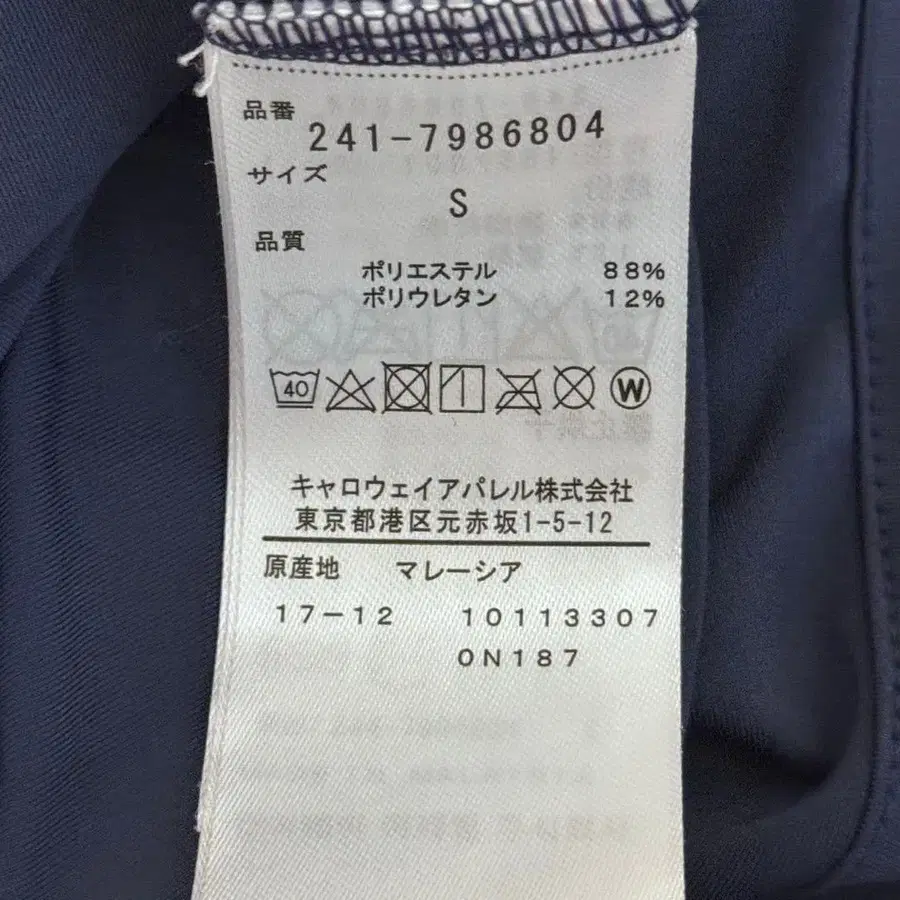 品番
241-7986804
サイズ
S
品質
ポリエステル 88%
ポリウレタン 12%
40
W
キャロウェイアパレル株式会社
東京都港区元赤坂1-5-12
原産地 マレーシア
17-12 10113307
0N187